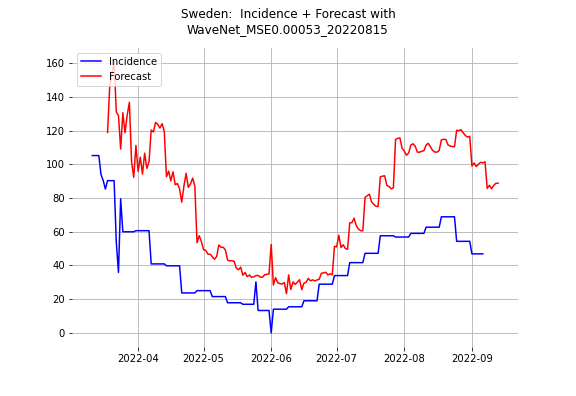 Sweden:  Incidence + Forecast with
WaveNet_MSE0.00053_20220815
Incidence
Forecast
160
140
120
100
80
60
40
20
0
2022-04 2022-05 2022-06 2022-07 2022-08 2022-09